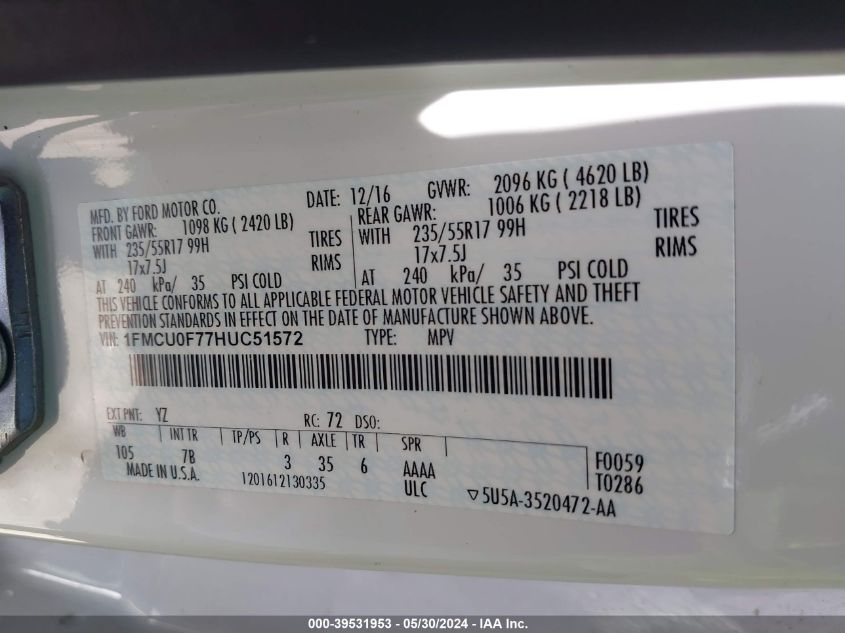 MFD. BY FORD MOTOR CO. DATE: 12/16 GVWR: 2096 KG ( 4620 LB)
FRONT GAWR: 1098 KG ( 2420 LB) REAR GAWR: 1006 KG ( 2218 LB)
WITH 235/55R17 99H TIRES WITH 235/55R17 99H TIRES
17x7.5J RIMS 17x7.5J RIMS
AT 240 kPa/ 35 PSI COLD AT 240 kPa/ 35 PSI COLD
THIS VEHICLE CONFORMS TO ALL APPLICABLE FEDERAL MOTOR VEHICLE SAFETY AND THEFT
PREVENTION STANDARDS IN EFFECT ON THE DATE OF MANUFACTURE SHOWN ABOVE.
VIN: 1FMCU0F77HUC51572 TYPE: MPV
EXT PNT: YZ RC: 72 DSO:
WB INT TR TP/PS R AXLE TR SPR
105 7B 3 35 6 AAAA F0059
MADE IN U.S.A. 1201612130335 ULC T0286
▽5U5A-3520472-AA
000-39531953 - 05/30/2024 - IAA Inc.